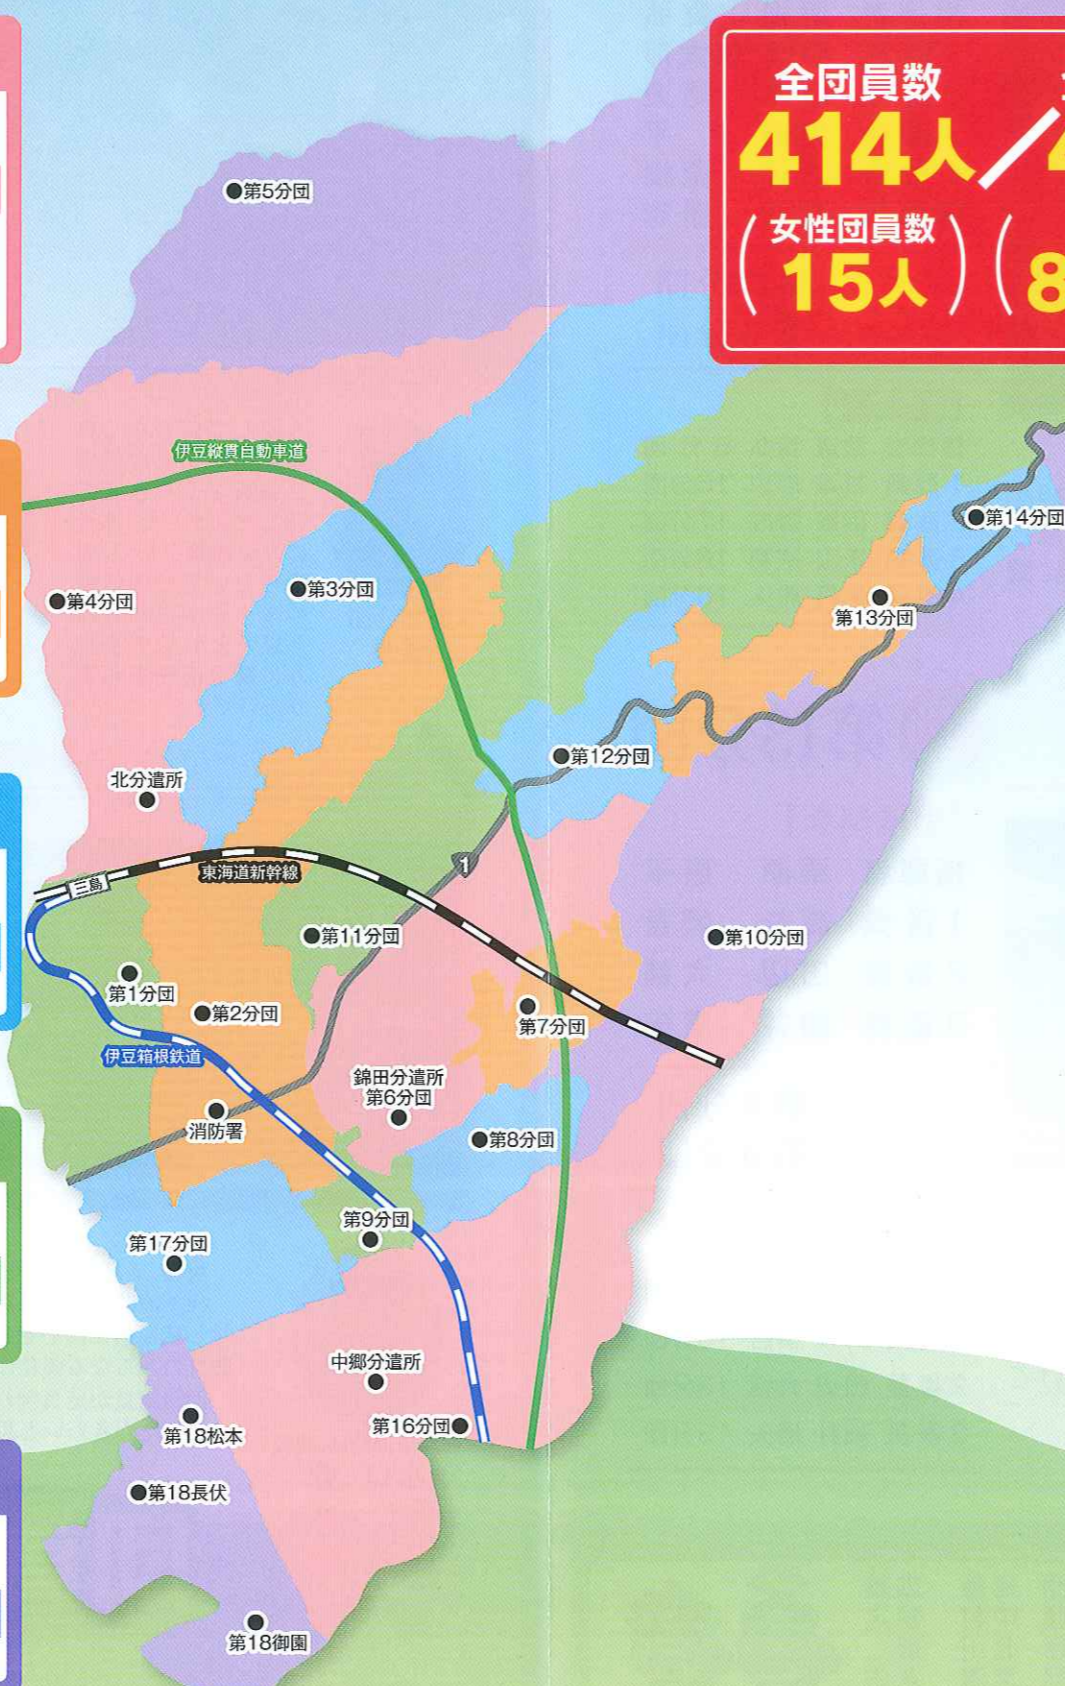 全団員数
414人
女性団員数
15人
第5分団
伊豆縦貫自動車道
第14分団
第3分団
第4分団
第13分団
第12分団
北分遣所
東海道新幹線
三島
1
第11分団
第10分団
第1分団
第2分団
第7分団
伊豆箱根鉄道
錦田分遣所
第6分団
消防署
第8分団
第9分団
第17分団
中郷分遣所
第18松本
第16分団
第18長伏
第18御園